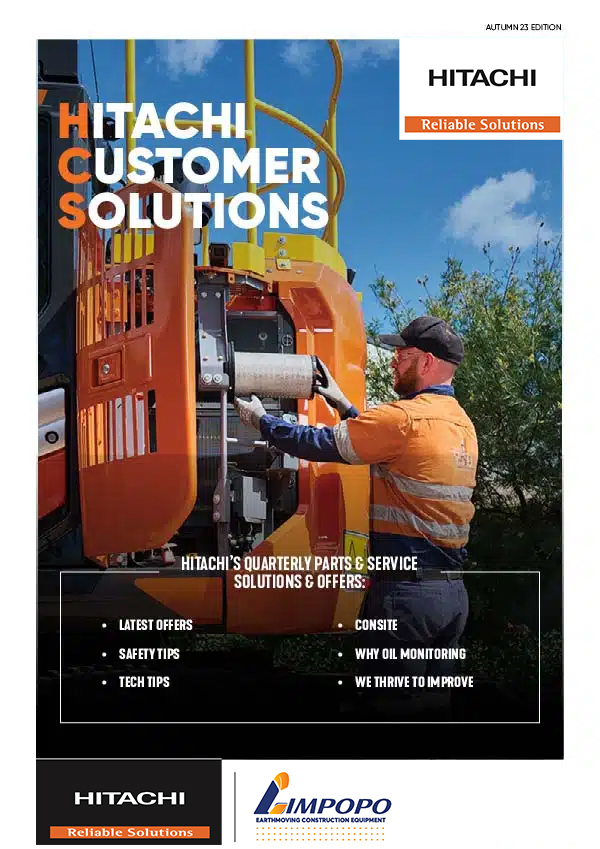 AUTUMN 23 EDITION
HITACHI
Reliable Solutions
HITACHI
CUSTOMER
SOLUTIONS
HITACHI'S QUARTERLY PARTS & SERVICE
SOLUTIONS & OFFERS:
• LATEST OFFERS
• SAFETY TIPS
• TECH TIPS
• CONSITE
• WHY OIL MONITORING
• WE THRIVE TO IMPROVE
HITACHI
Reliable Solutions
LIMPOPO
EARTHMOVING CONSTRUCTION EQUIPMENT